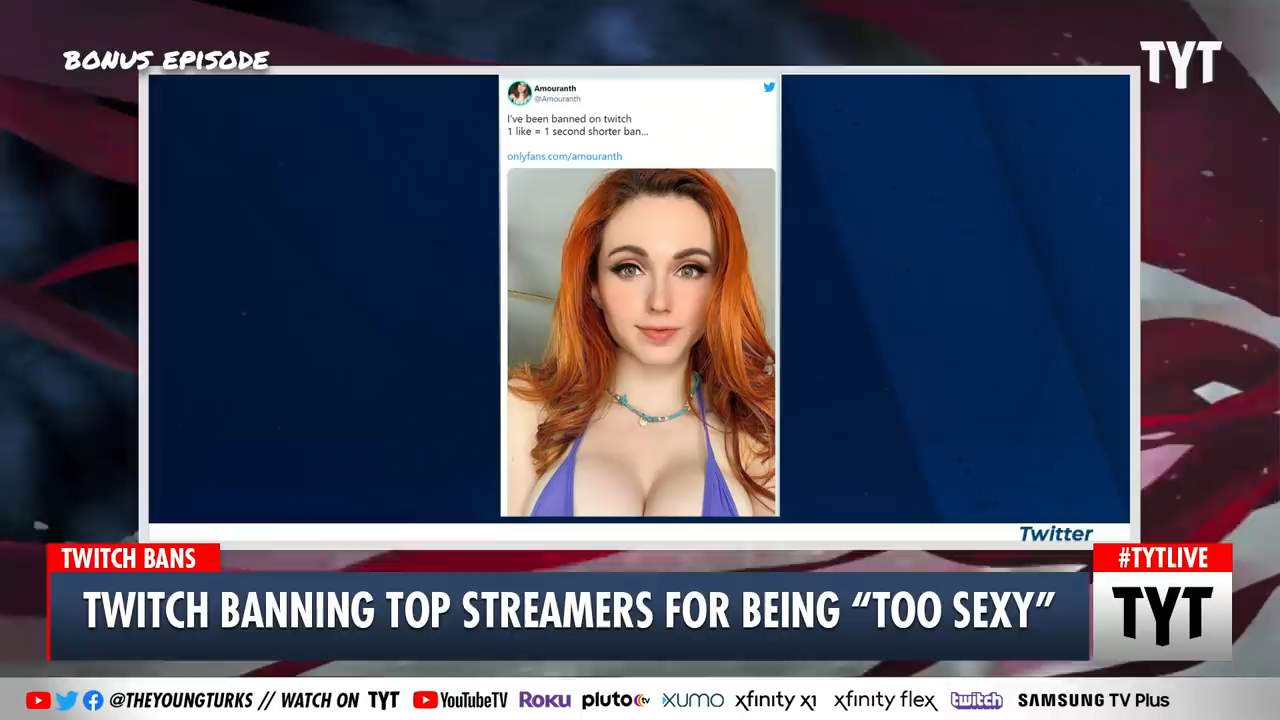 BONUS EPISODE
TYT
Amouranth
@Amouranth
I've been banned on twitch
1 like = 1 second shorter ban...
onlyfans.com/amouranth
Twitter
TWITCH BANS
#TYTLIVE
TWITCH BANNING TOP STREAMERS FOR BEING “TOO SEXY”
TYT
@THEYOUNGTURKS // WATCH ON TYT YouTubeTV ROKU pluto tv XUMO xfinity x1 xfinity flex twitch SAMSUNG TV Plus